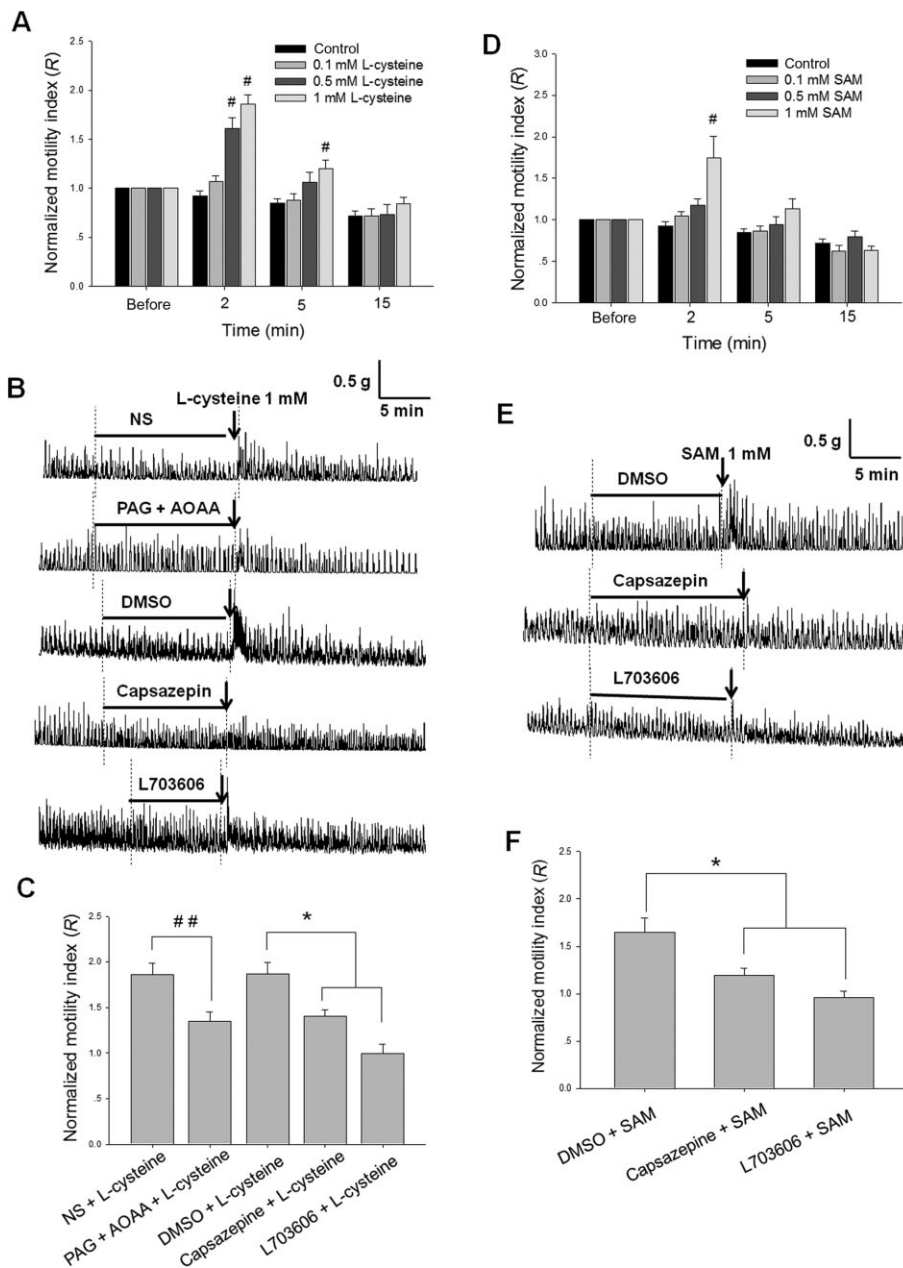 A
Normalized motility index (R)
2.5
2.0
1.5
1.0
.5
0.0
Control
0.1 mM L-cysteine
0.5 mM L-cysteine
1 mM L-cysteine
# #
#
Before 2 5 15
Time (min)
D
Normalized motility index (R)
3.0
2.5
2.0
1.5
1.0
.5
0.0
Control
0.1 mM SAM
0.5 mM SAM
1 mM SAM
#
Before 2 5 15
Time (min)
B
0.5 g
5 min
L-cysteine 1 mM
NS
PAG + AOAA
DMSO
Capsazepin
L703606
E
0.5 g
5 min
SAM 1 mM
DMSO
Capsazepin
L703606
C
Normalized motility index (R)
2.5
2.0
1.5
1.0
.5
0.0
# #
*
NS + L-cysteine
PAG + AOAA + L-cysteine
DMSO + L-cysteine
Capsazepine + L-cysteine
L703606 + L-cysteine
F
Normalized motility index (R)
2.5
2.0
1.5
1.0
.5
0.0
*
DMSO + SAM
Capsazepine + SAM
L703606 + SAM